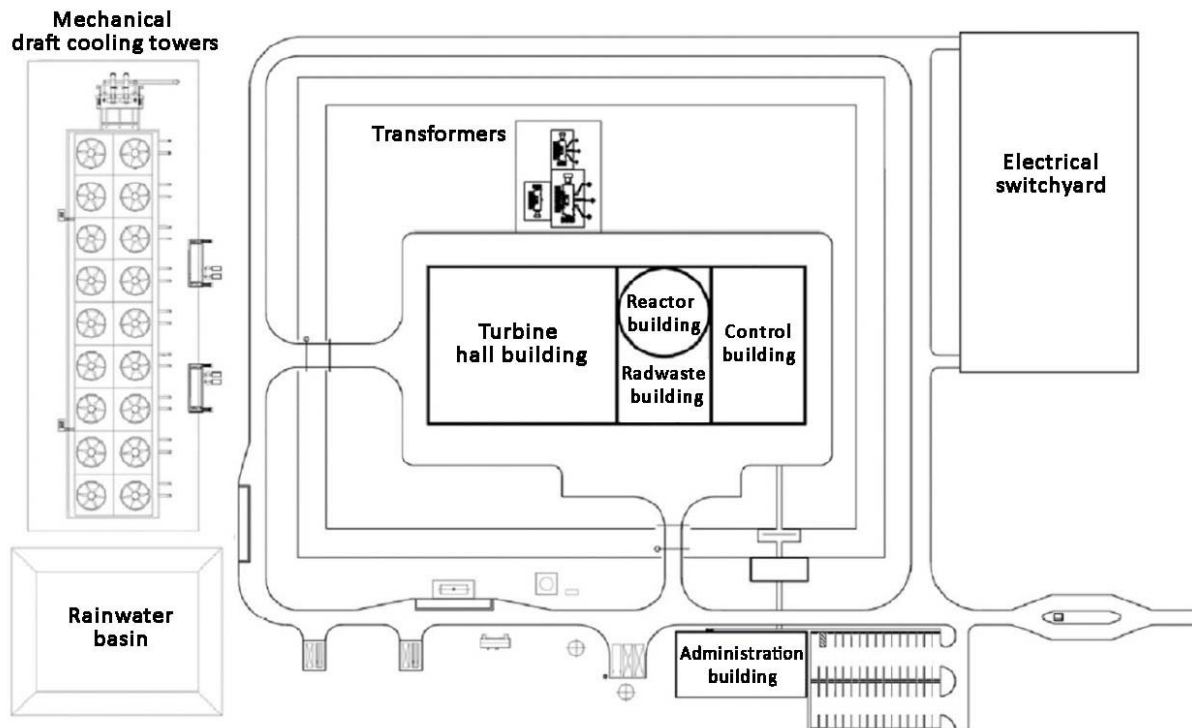 Mechanical
draft cooling towers
Transformers
Electrical
switchyard
Turbine
hall building
Reactor
building
Radwaste
building
Control
building
Rainwater
basin
Administration
building